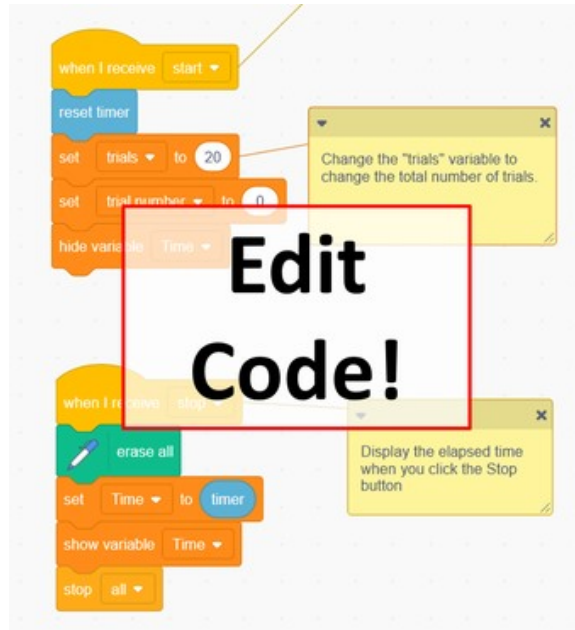 when I receive start
reset timer
set trials to 20
Change the "trials" variable to
change the total number of trials.
set trial number to 0
hide variable Time
Edit
Code!
when I receive stop
erase all
Display the elapsed time
when you click the Stop
button
set Time to timer
show variable Time
stop all